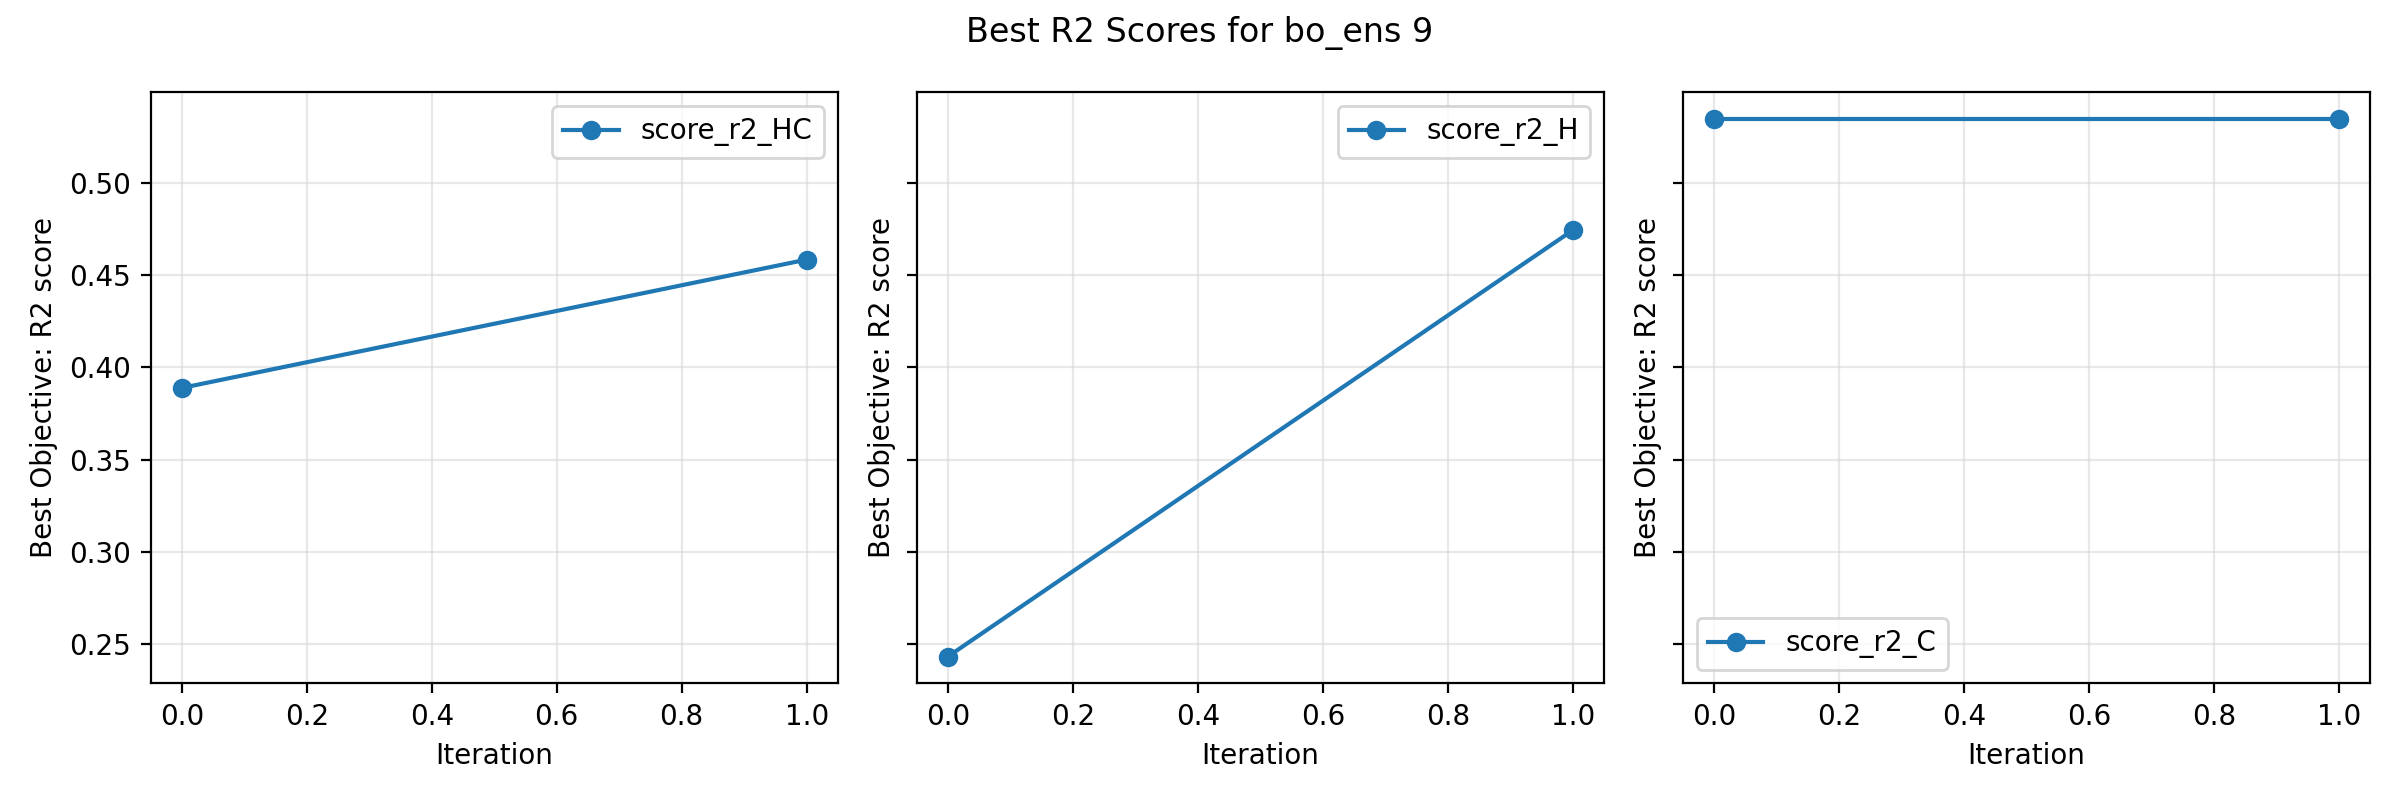 Best R2 Scores for bo_ens 9
score_r2_HC
Best Objective: R2 score
0.50
0.45
0.40
0.35
0.30
0.25
0.0 0.2 0.4 0.6 0.8 1.0
Iteration
score_r2_H
Best Objective: R2 score
0.0 0.2 0.4 0.6 0.8 1.0
Iteration
score_r2_C
Best Objective: R2 score
0.0 0.2 0.4 0.6 0.8 1.0
Iteration